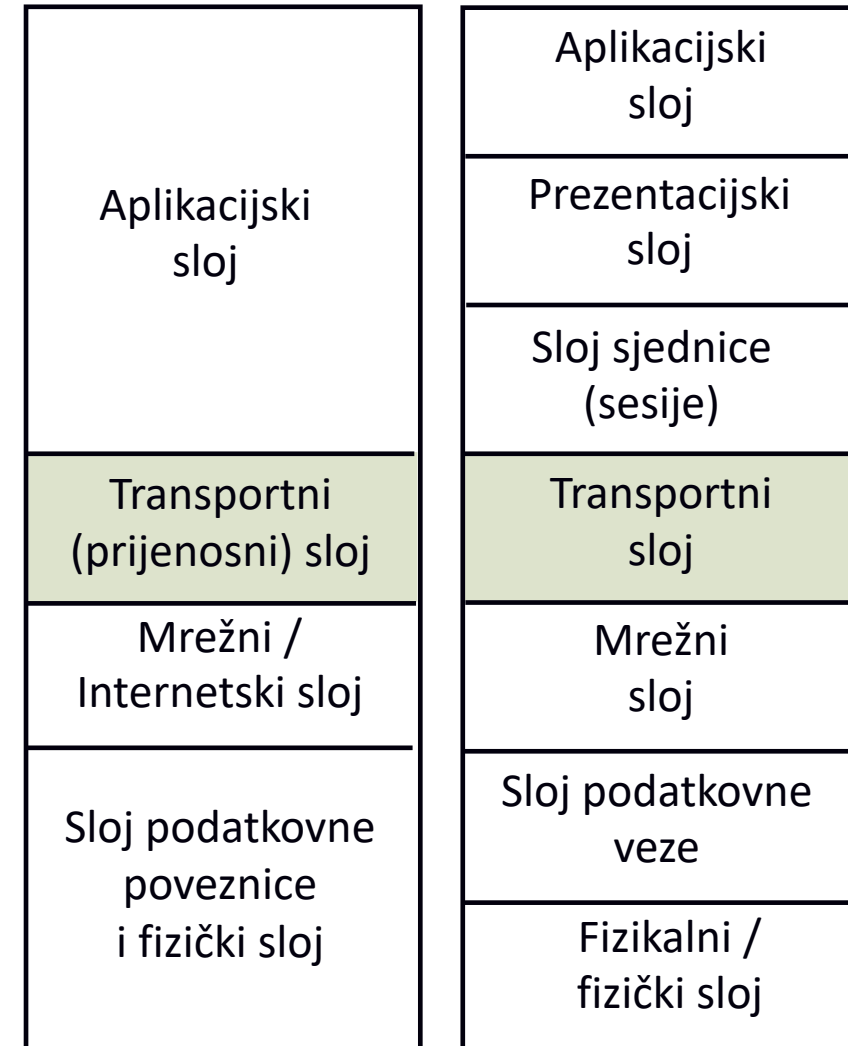 Aplikacijski
sloj
Transportni
(prijenosni) sloj
Mrežni /
Internetski sloj
Sloj podatkovne
poveznice
i fizički sloj
Aplikacijski
sloj
Prezentacijski
sloj
Sloj sjednice
(sesije)
Transportni
sloj
Mrežni
sloj
Sloj podatkovne
veze
Fizikalni /
fizički sloj